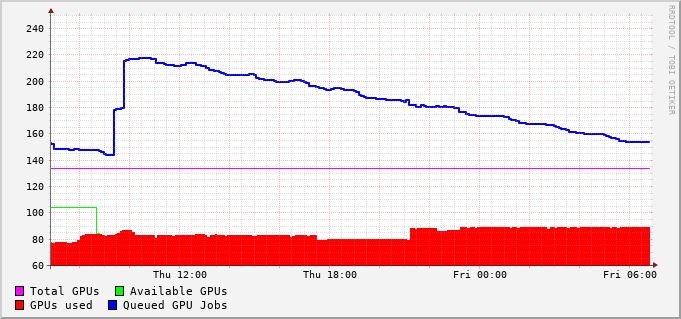 RRDTOOL / TOBI OETIKER
240
220
200
180
160
140
120
100
80
60
Thu 12:00 Thu 18:00 Fri 00:00 Fri 06:00
Total GPUs Available GPUs
GPUs used Queued GPU Jobs